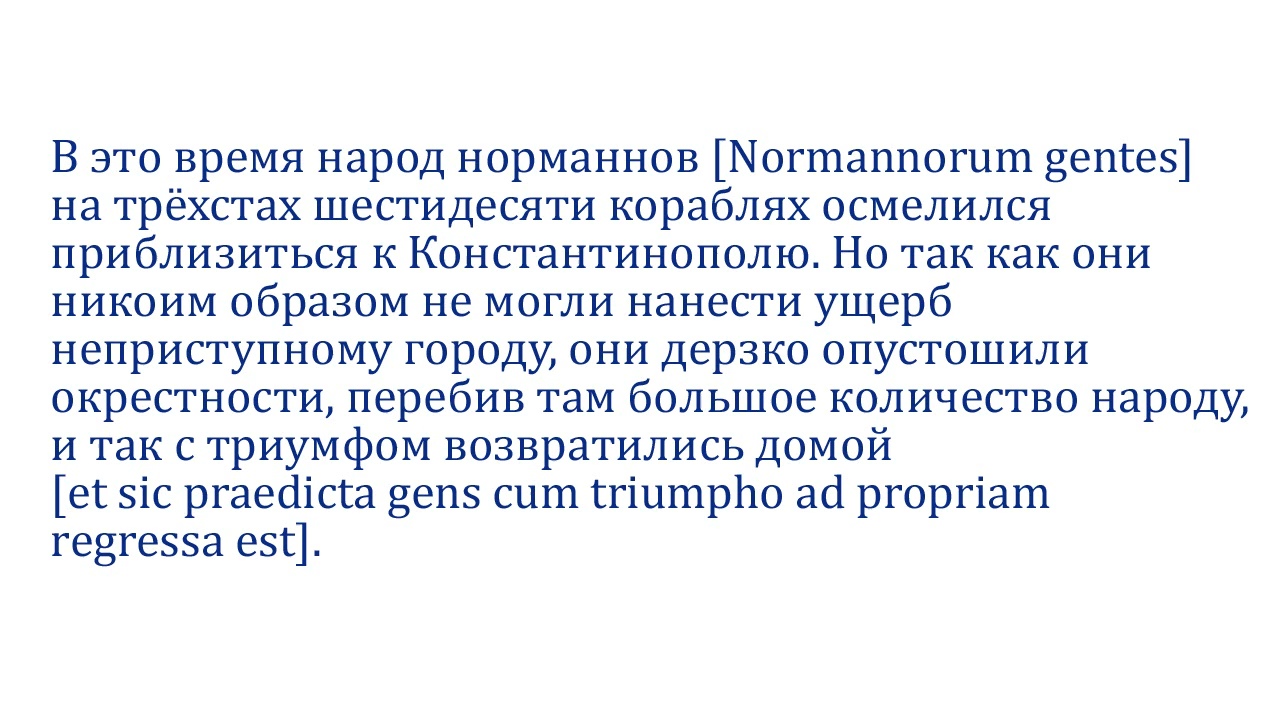 В это время народ норманнов [Normannorum gentes]
на трёхстах шестидесяти кораблях осмелился
приблизиться к Константинополю. Но так как они
никоим образом не могли нанести ущерб
неприступному городу, они дерзко опустошили
окрестности, перебив там большое количество народу,
и так с триумфом возвратились домой
[et sic praedicta gens cum triumpho ad propriam
regressa est].